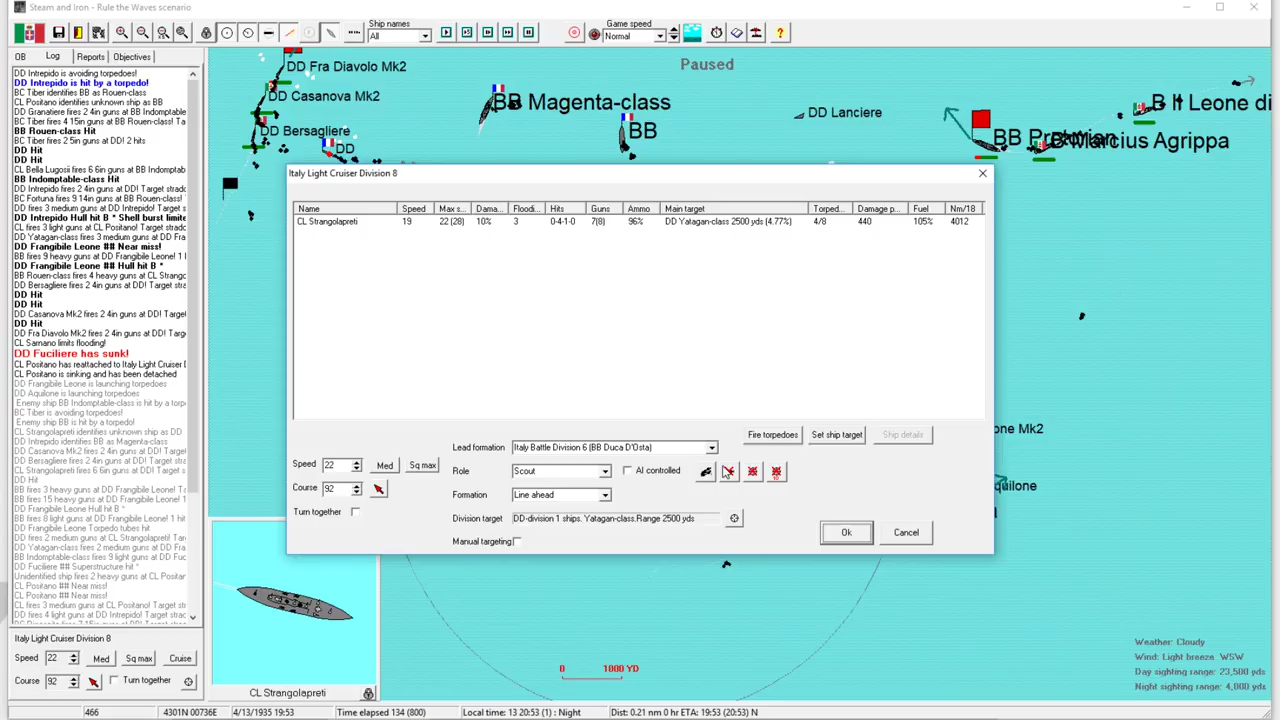 Steam and Iron - Rule the Waves scenario
Ship names
All
Game speed
Normal
OB
Log
Reports
Objectives
DD Intrepido is avoiding torpedoes!
DD Intrepido is hit by a torpedo!
BC Tiber identifies BB as Rouen-class
CL Positano identifies unknown ship as BB
DD Granatiere fires 2 4in guns at BB Indomptable
BC Tiber fires 4 15in guns at BB Rouen-class! Ta
BB Rouen-class Hit
BC Tiber fires 2 5in guns at DD! 2 hits
DD Hit
DD Hit
CL Bella Lugosii fires 6 6in guns at BB Indomptabl
BB Indomptable-class Hit
DD Intrepido fires 2 4in guns at DD! Target stradd
BC Fortuna fires 9 14in guns at BB Rouen-class!
DD fires 3 medium guns at DD Intrepido! Target st
DD Intrepido Hull hit B * Shell burst limite
CL fires 3 light guns at CL Positano! Target stradd
DD Yatagan-class fires 3 medium guns at DD Fra
DD Frangibile Leone ## Near miss!
BB fires 9 heavy guns at DD Frangibile Leone! 1 l
DD Frangibile Leone ## Hull hit B *
BB Rouen-class fires 4 heavy guns at CL Strango
DD Bersagliere fires 2 4in guns at DD! Target stra
DD Hit
DD Hit
DD Casanova Mk2 fires 2 4in guns at DD! Target
DD Hit
DD Fra Diavolo Mk2 fires 2 4in guns at DD! Targe
CL Sarnano limits flooding!
DD Fuciliere has sunk!
CL Positano has reattached to Italy Light Cruiser D
CL Positano is sinking and has been detached
DD Frangibile Leone is launching torpedoes
DD Aquilone is launching torpedoes
Enemy ship BB Indomptable-class is hit by a torpe
BC Tiber is avoiding torpedoes!
Enemy ship BB is hit by a torpedo!
CL Strangolapreti identifies unknown ship as DD
DD Intrepido identifies BB as Magenta-class
DD Casanova Mk2 fires 2 4in guns at DD! Target
DD Bersagliere fires 2 4in guns at DD! Target stra
CL Strangolapreti fires 6 6in guns at DD! Target st
DD Hit
BB fires 3 heavy guns at DD Frangibile Leone! Tar
BB fires 15 heavy guns at DD Frangibile Leone! T
DD Frangibile Leone Hull hit B *
BB fires 8 light guns at DD Frangibile Leone! 1 hit
DD Frangibile Leone Torpedo tubes hit
DD fires 2 medium guns at DD Intrepido! Target st
DD Yatagan-class fires 2 medium guns at DD Fra
BB Indomptable-class fires 9 light guns at DD Fuc
DD Fuciliere ## Superstructure hit *
Unidentified ship fires 2 heavy guns at CL Positan
CL Positano ## Near miss!
CL Positano ## Near miss!
CL fires 3 medium guns at CL Positano! Target str
DD fires 4 light guns at DD Intrepido! Target strad
DD Fra Diavolo Mk2
DD Casanova Mk2
DD Bersagliere
DD
BB Magenta-class
BB
Paused
DD Lanciere
Italy Light Cruiser Division 8
Name
Speed
Max s...
Dama...
Floodi...
Hits
Guns
Ammo
Main target
Torped...
Damage p...
Fuel
Nm/18
CL Strangolapreti
19
22 (28)
10%
3
0-4-1-0
7(8)
96%
DD Yatagan-class 2500 yds (4.77%)
4/8
440
105%
4012
Lead formation
Italy Battle Division 6 (BB Duca D'Osta)
Fire torpedoes
Set ship target
Ship details
Speed
22
Med
Sq max
Role
Scout
AI controlled
Course
92
Formation
Line ahead
Turn together
Division target
DD-division 1 ships. Yatagan-class.Range 2500 yds
Manual targeting
Ok
Cancel
Italy Light Cruiser Division 8
Speed
22
Med
Sq max
Cruise
Course
92
Turn together
CL Strangolapreti
0
1000 YD
Weather: Cloudy
Wind: Light breeze WSW
Day sighting range: 23,500 yds
Night sighting range: 4,000 yds
466
4301N 00736E
4/13/1935 19:53
Time elapsed 134 (800)
Local time: 13 20:53 (1) : Night
Dist: 0.21 nm 0 hr ETA: 19:53 (20:53) N